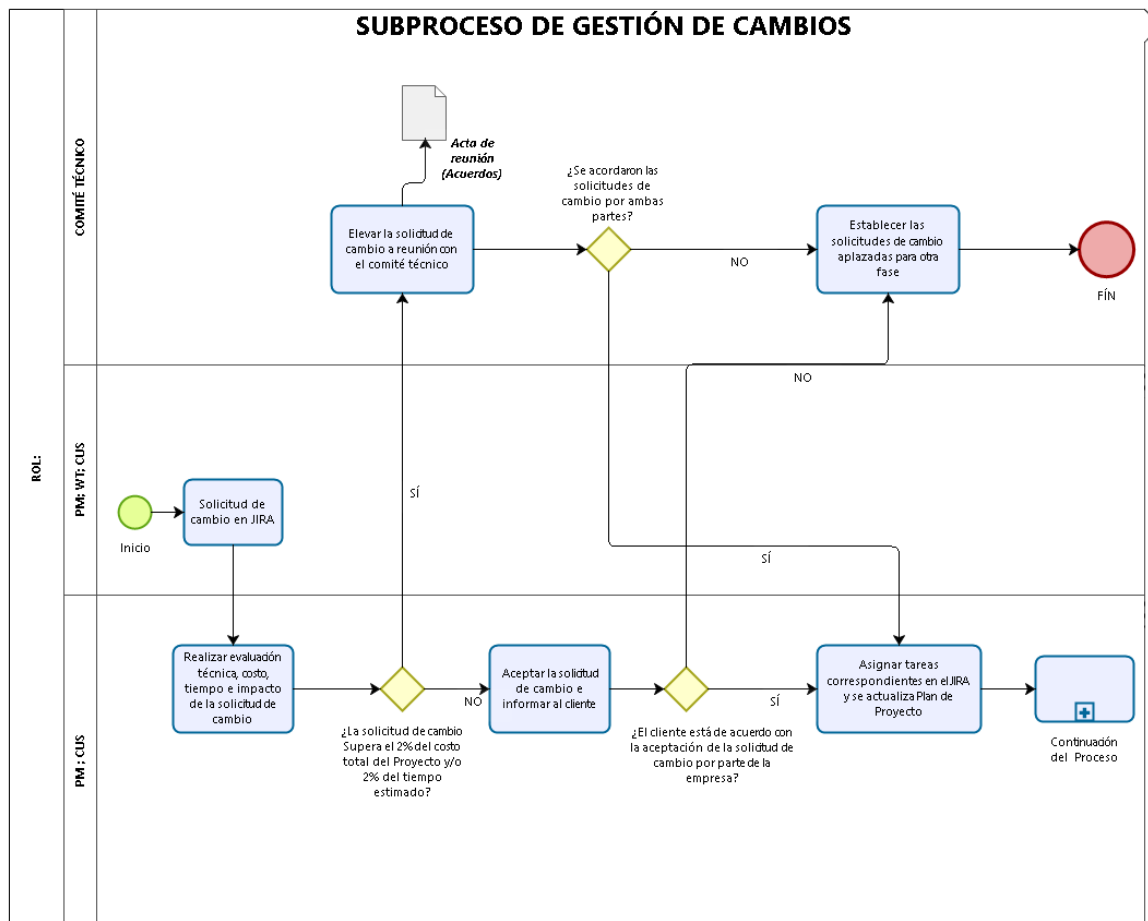 SUBPROCESO DE GESTIÓN DE CAMBIOS
ROL:
COMITÉ TÉCNICO
Acta de
reunión
(Acuerdos)
Elevar la solicitud de
cambio a reunión con
el comité técnico
¿Se acordaron las
solicitudes de
cambio por ambas
partes?
NO
Establecer las
solicitudes de cambio
aplazadas para otra
fase
FÍN
NO
SÍ
SÍ
PM; WT; CUS
Inicio
Solicitud de
cambio en JIRA
PM ; CUS
Realizar evaluación
técnica, costo,
tiempo e impacto
de la solicitud de
cambio
¿La solicitud de cambio
Supera el 2% del costo
total del Proyecto y/o
2% del tiempo
estimado?
NO
Aceptar la solicitud
de cambio e
informar al cliente
¿El cliente está de acuerdo con
la aceptación de la solicitud de
cambio por parte de la
empresa?
SÍ
Asignar tareas
correspondientes en el JIRA
y se actualiza Plan de
Proyecto
Continuación
del Proceso